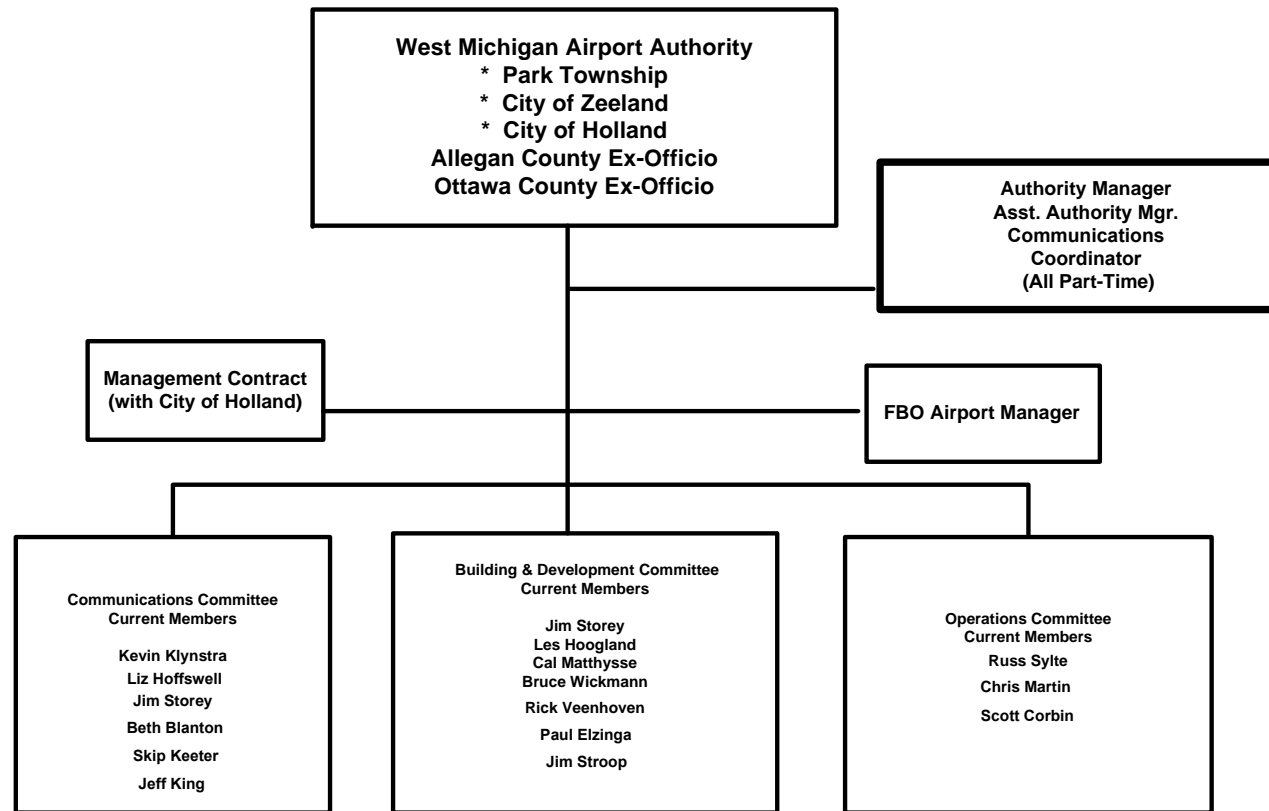 West Michigan Airport Authority
* Park Township
* City of Zeeland
* City of Holland
Allegan County Ex-Officio
Ottawa County Ex-Officio
Authority Manager
Asst. Authority Mgr.
Communications
Coordinator
(All Part-Time)
Management Contract
(with City of Holland)
FBO Airport Manager
Communications Committee
Current Members
Kevin Klynstra
Liz Hoffswell
Jim Storey
Beth Blanton
Skip Keeter
Jeff King
Building & Development Committee
Current Members
Jim Storey
Les Hoogland
Cal Matthysse
Bruce Wickmann
Rick Veenhoven
Paul Elzinga
Jim Stroop
Operations Committee
Current Members
Russ Sylte
Chris Martin
Scott Corbin